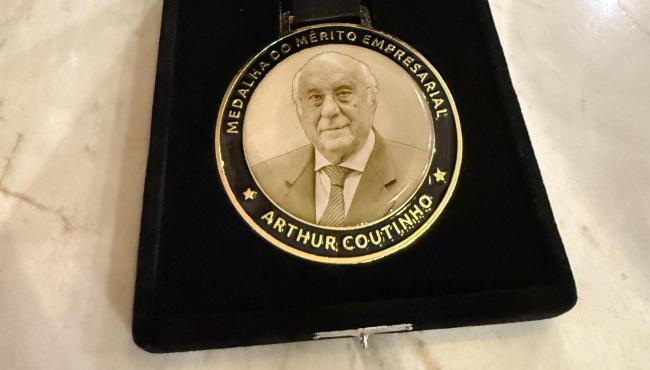 MEDALHA DO MÉRITO EMPRESARIAL
ARTHUR COUTINHO